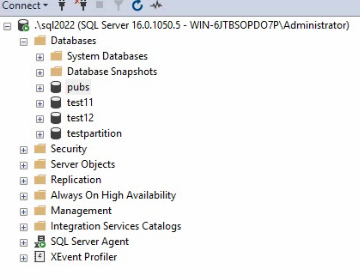 Connect
.\sql2022 (SQL Server 16.0.1050.5 - WIN-6JTBSOPDO7P\Administrator)
Databases
System Databases
Database Snapshots
pubs
test11
test12
testpartition
Security
Server Objects
Replication
Always On High Availability
Management
Integration Services Catalogs
SQL Server Agent
XEvent Profiler